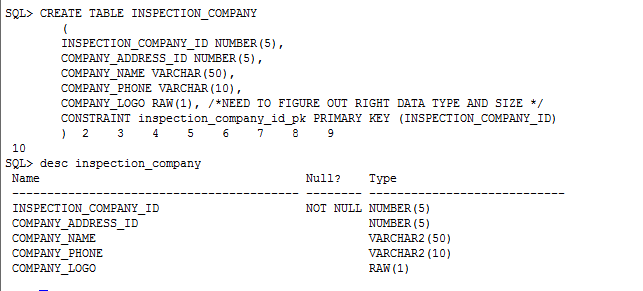 SQL> CREATE TABLE INSPECTION_COMPANY
(
INSPECTION_COMPANY_ID NUMBER(5),
COMPANY_ADDRESS_ID NUMBER(5),
COMPANY_NAME VARCHAR(50),
COMPANY_PHONE VARCHAR(10),
COMPANY_LOGO RAW(1), /*NEED TO FIGURE OUT RIGHT DATA TYPE AND SIZE */
CONSTRAINT inspection_company_id_pk PRIMARY KEY (INSPECTION_COMPANY_ID)
) 2 3 4 5 6 7 8 9
10
SQL> desc inspection_company
Name Null? Type
----------------------------------------- -------- ----------------------------
INSPECTION_COMPANY_ID NOT NULL NUMBER(5)
COMPANY_ADDRESS_ID NUMBER(5)
COMPANY_NAME VARCHAR2(50)
COMPANY_PHONE VARCHAR2(10)
COMPANY_LOGO RAW(1)